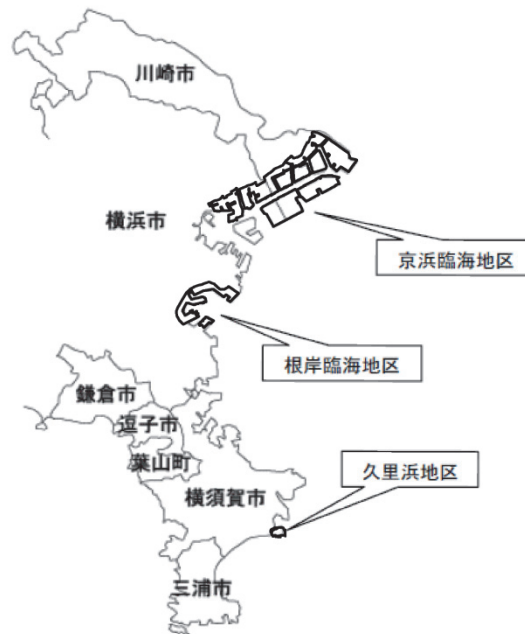 川崎市
横浜市
京浜臨海地区
根岸臨海地区
鎌倉市
逗子市
葉山町
久里浜地区
横須賀市
三浦市